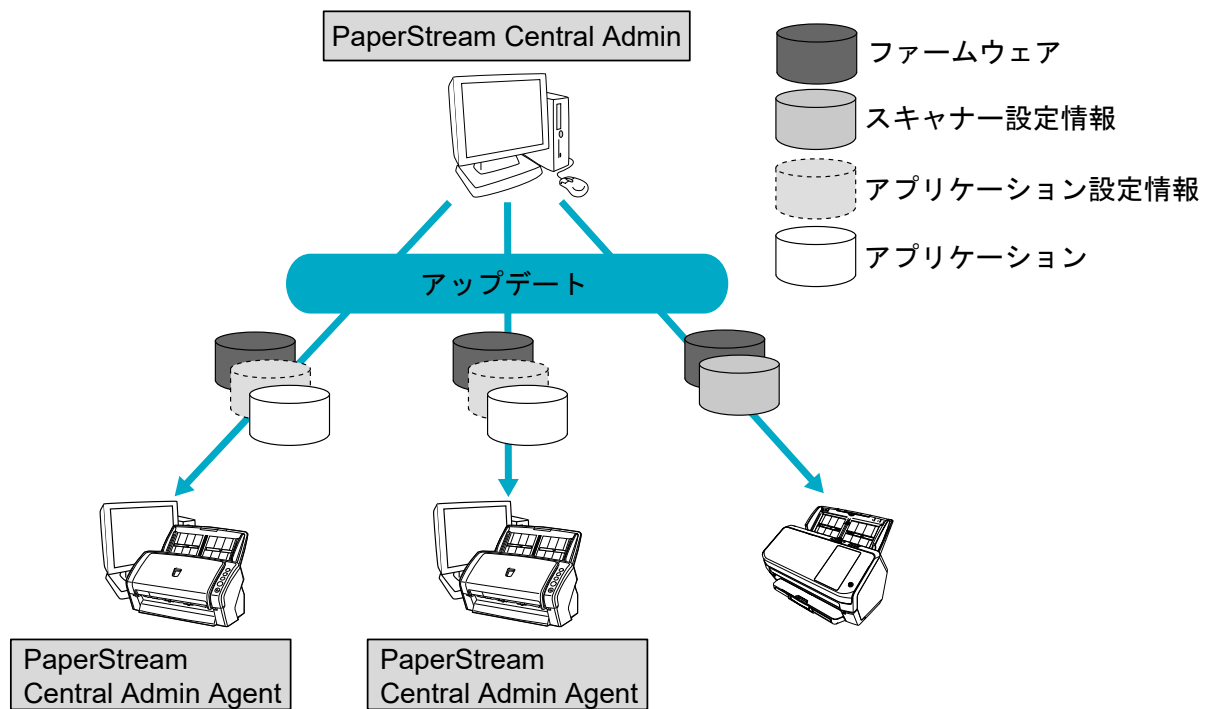 PaperStream Central Admin
ファームウェア
スキャナー設定情報
アプリケーション設定情報
アプリケーション
アップデート
PaperStream
Central Admin Agent
PaperStream
Central Admin Agent